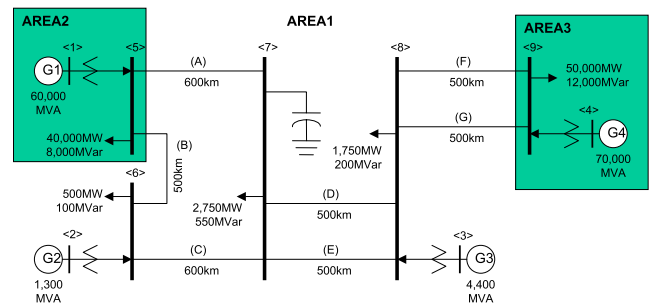 AREA2
AREA1
AREA3
<1>
<5>
(A)
<7>
<8>
(F)
<9>
G1
600km
500km
50,000MW
12,000MVar
60,000
MVA
(G)
<4>
G4
40,000MW
8,000MVar
(B)
500km
500km
1,750MW
200MVar
70,000
MVA
<6>
500MW
100MVar
2,750MW
550MVar
(D)
500km
<2>
<3>
G2
(C)
(E)
G3
600km
500km
1,300
MVA
4,400
MVA